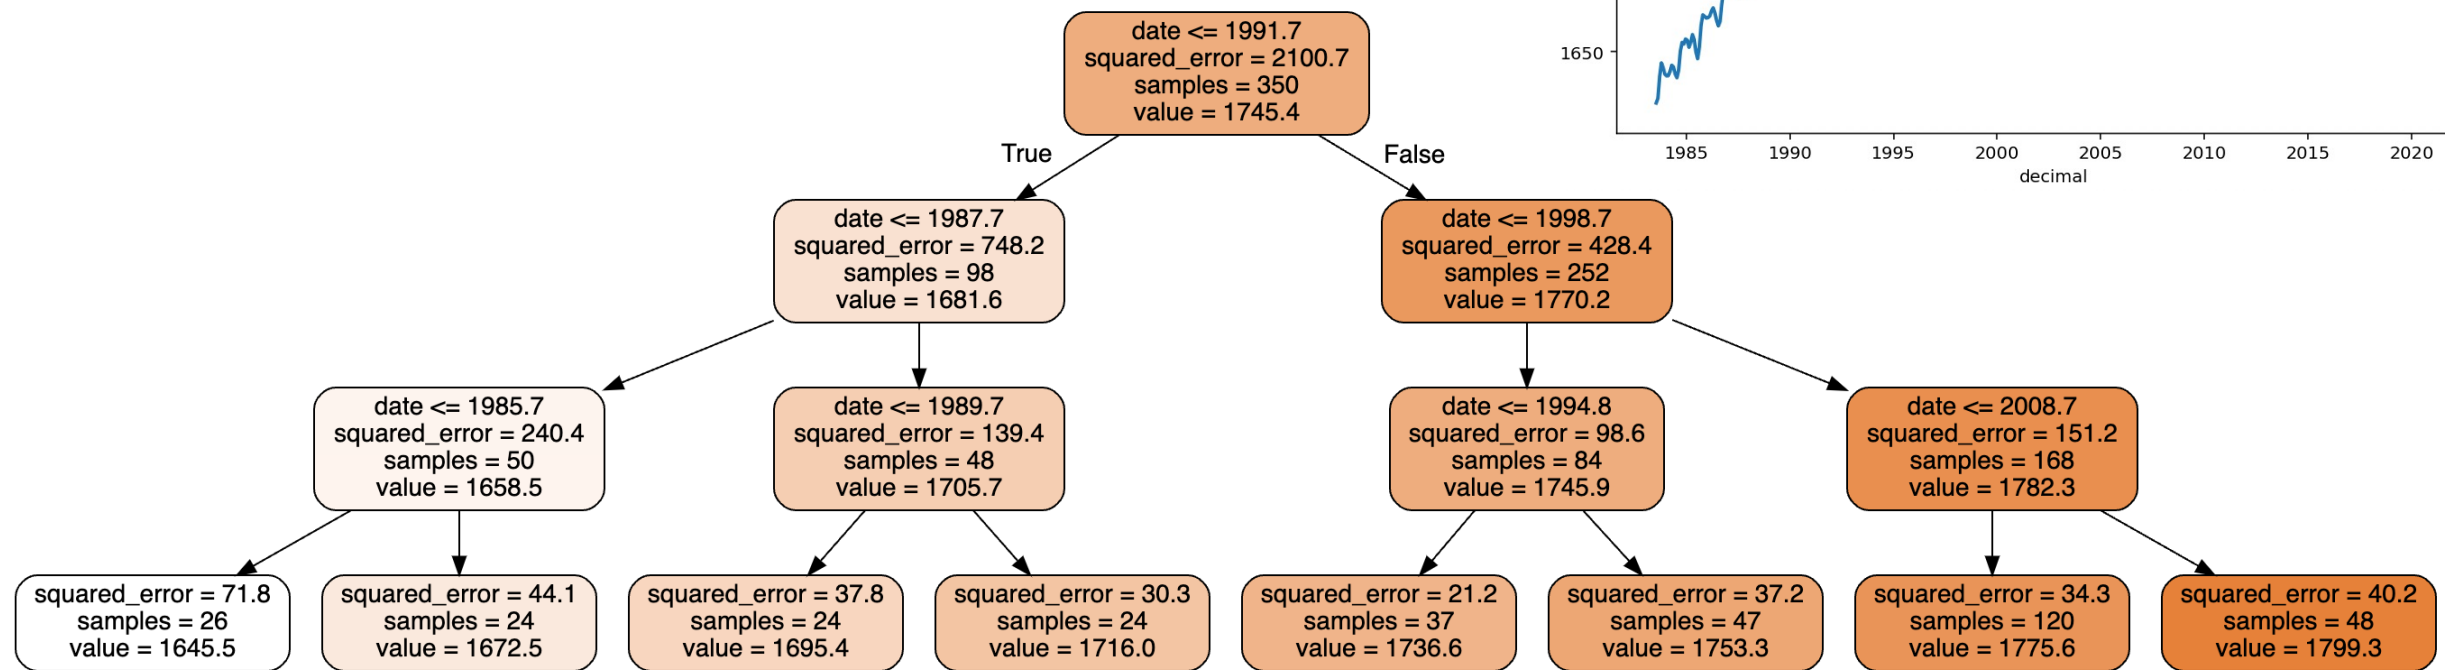 date <= 1991.7
squared_error = 2100.7
samples = 350
value = 1745.4
1650
1985 1990 1995 2000 2005 2010 2015 2020
decimal
True
False
date <= 1987.7
squared_error = 748.2
samples = 98
value = 1681.6
date <= 1998.7
squared_error = 428.4
samples = 252
value = 1770.2
date <= 1985.7
squared_error = 240.4
samples = 50
value = 1658.5
date <= 1989.7
squared_error = 139.4
samples = 48
value = 1705.7
date <= 1994.8
squared_error = 98.6
samples = 84
value = 1745.9
date <= 2008.7
squared_error = 151.2
samples = 168
value = 1782.3
squared_error = 71.8
samples = 26
value = 1645.5
squared_error = 44.1
samples = 24
value = 1672.5
squared_error = 37.8
samples = 24
value = 1695.4
squared_error = 30.3
samples = 24
value = 1716.0
squared_error = 21.2
samples = 37
value = 1736.6
squared_error = 37.2
samples = 47
value = 1753.3
squared_error = 34.3
samples = 120
value = 1775.6
squared_error = 40.2
samples = 48
value = 1799.3